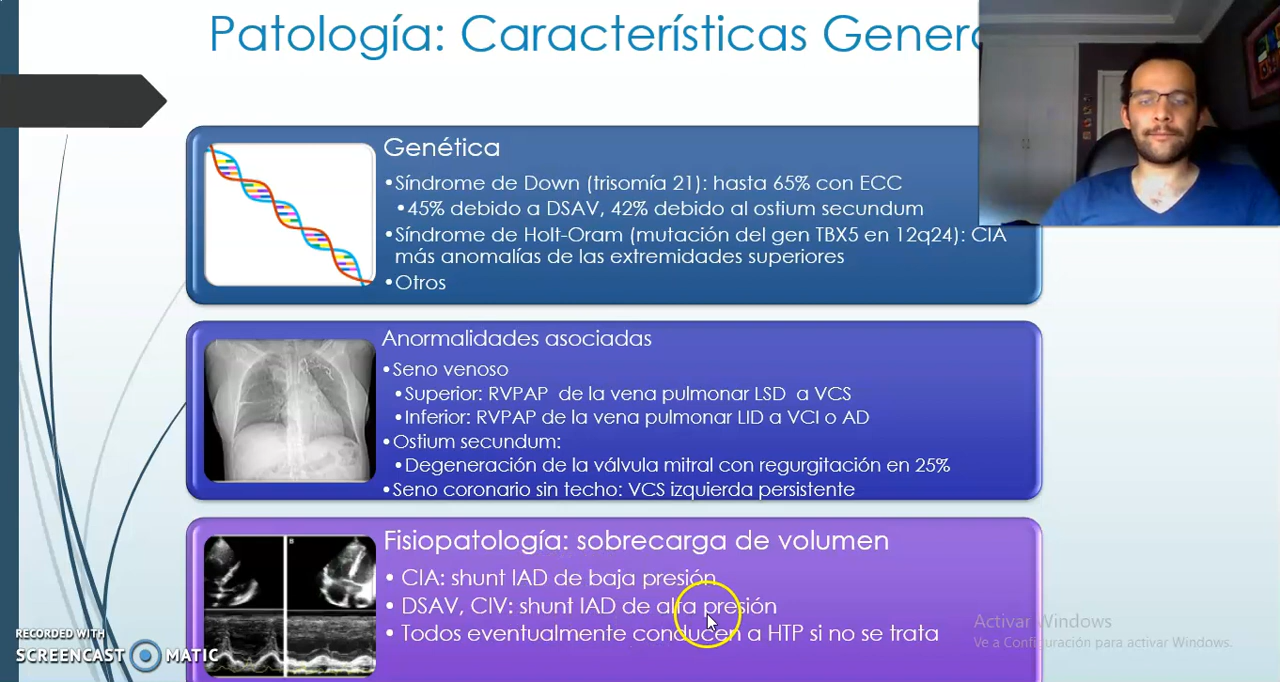 Patología: Características Genera
Genética
•Síndrome de Down (trisomía 21): hasta 65% con ECC
•45% debido a DSAV, 42% debido al ostium secundum
•Síndrome de Holt-Oram (mutación del gen TBX5 en 12q24): CIA
más anomalías de las extremidades superiores
•Otros
Anormalidades asociadas
•Seno venoso
•Superior: RVPAP de la vena pulmonar LSD a VCS
•Inferior: RVPAP de la vena pulmonar LID a VCI o AD
•Ostium secundum:
•Degeneración de la válvula mitral con regurgitación en 25%
•Seno coronario sin techo: VCS izquierda persistente
Fisiopatología: sobrecarga de volumen
• CIA: shunt IAD de baja presión
• DSAV, CIV: shunt IAD de alta presión
• Todos eventualmente conducen a HTP si no se trata
Activar Windows
Ve a Configuración para activar Windows.
RECORDED WITH
SCREENCAST MATIC